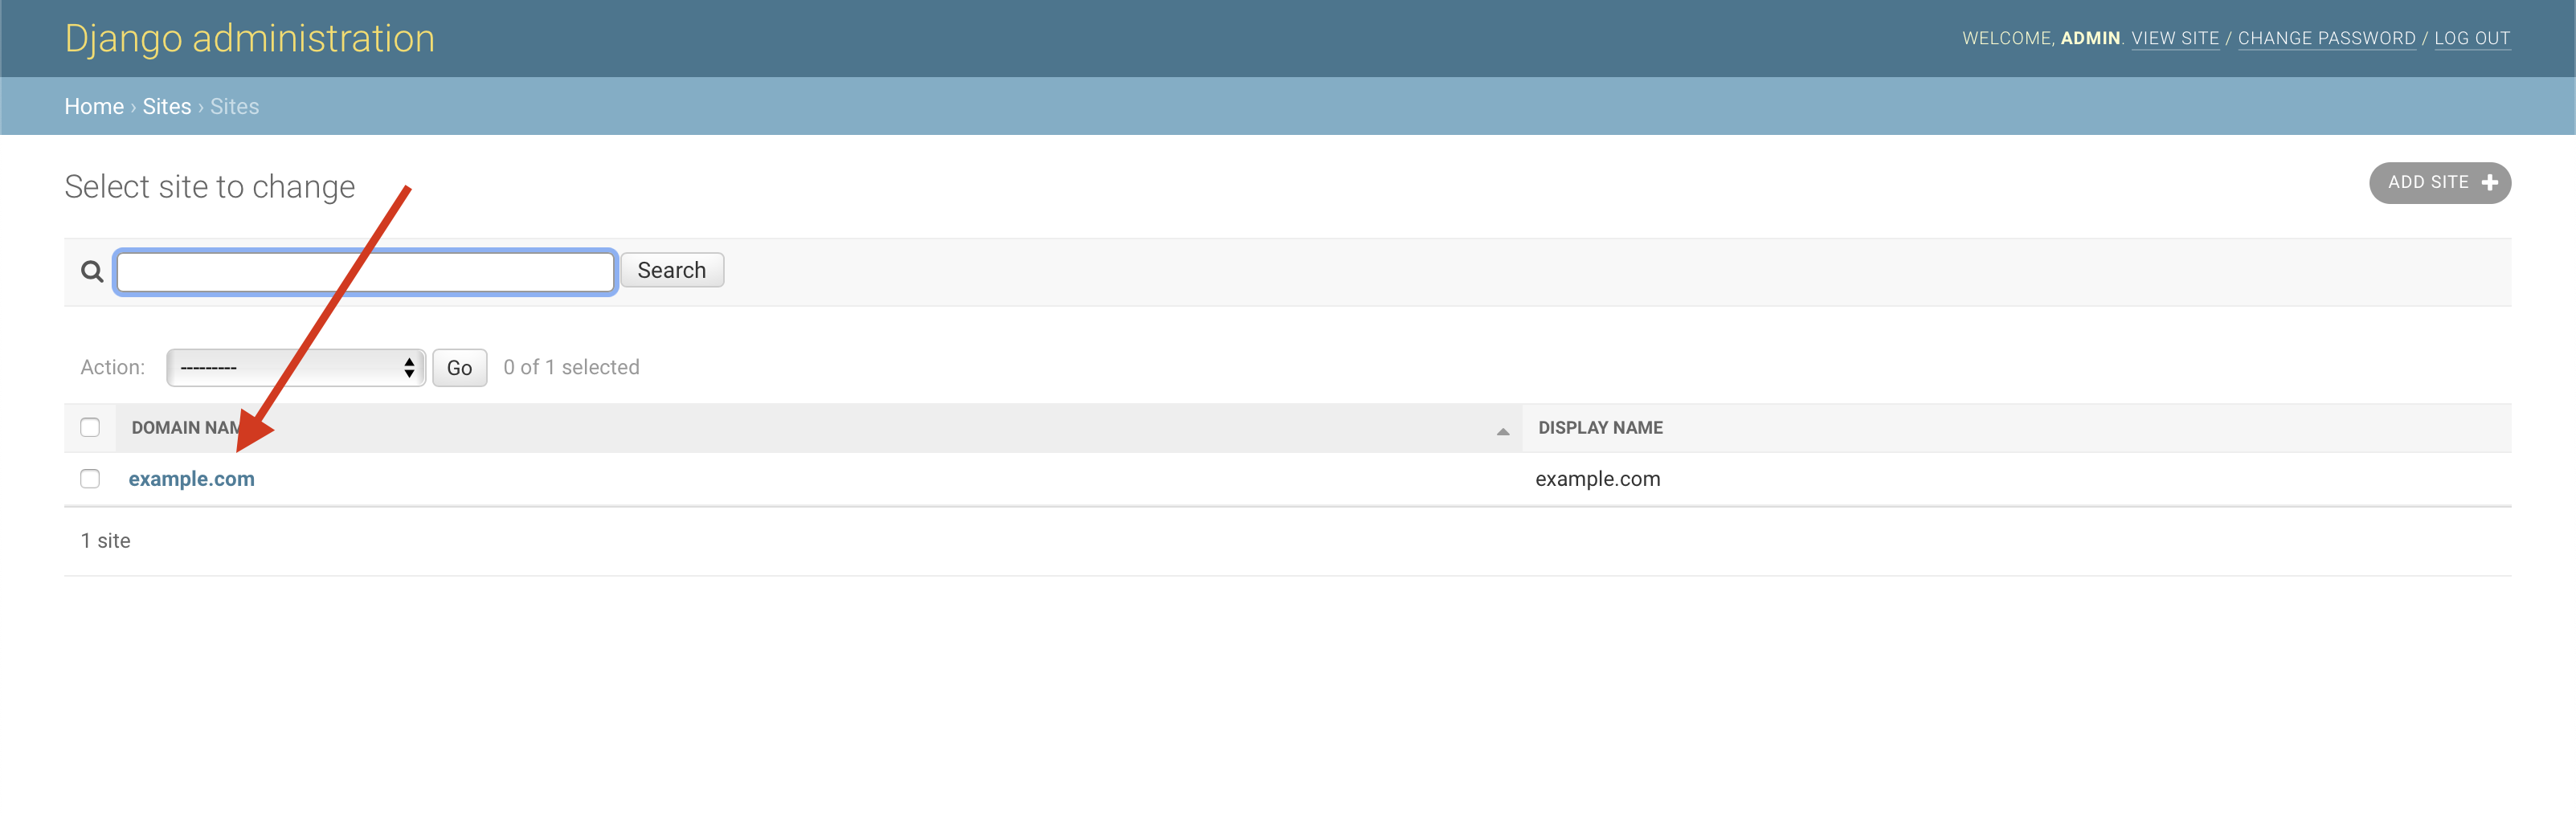 Django administration
WELCOME, ADMIN. VIEW SITE / CHANGE PASSWORD / LOG OUT
Home › Sites › Sites
Select site to change
ADD SITE +
Search
Action: --------- Go 0 of 1 selected
DOMAIN NAM DISPLAY NAME
example.com example.com
1 site